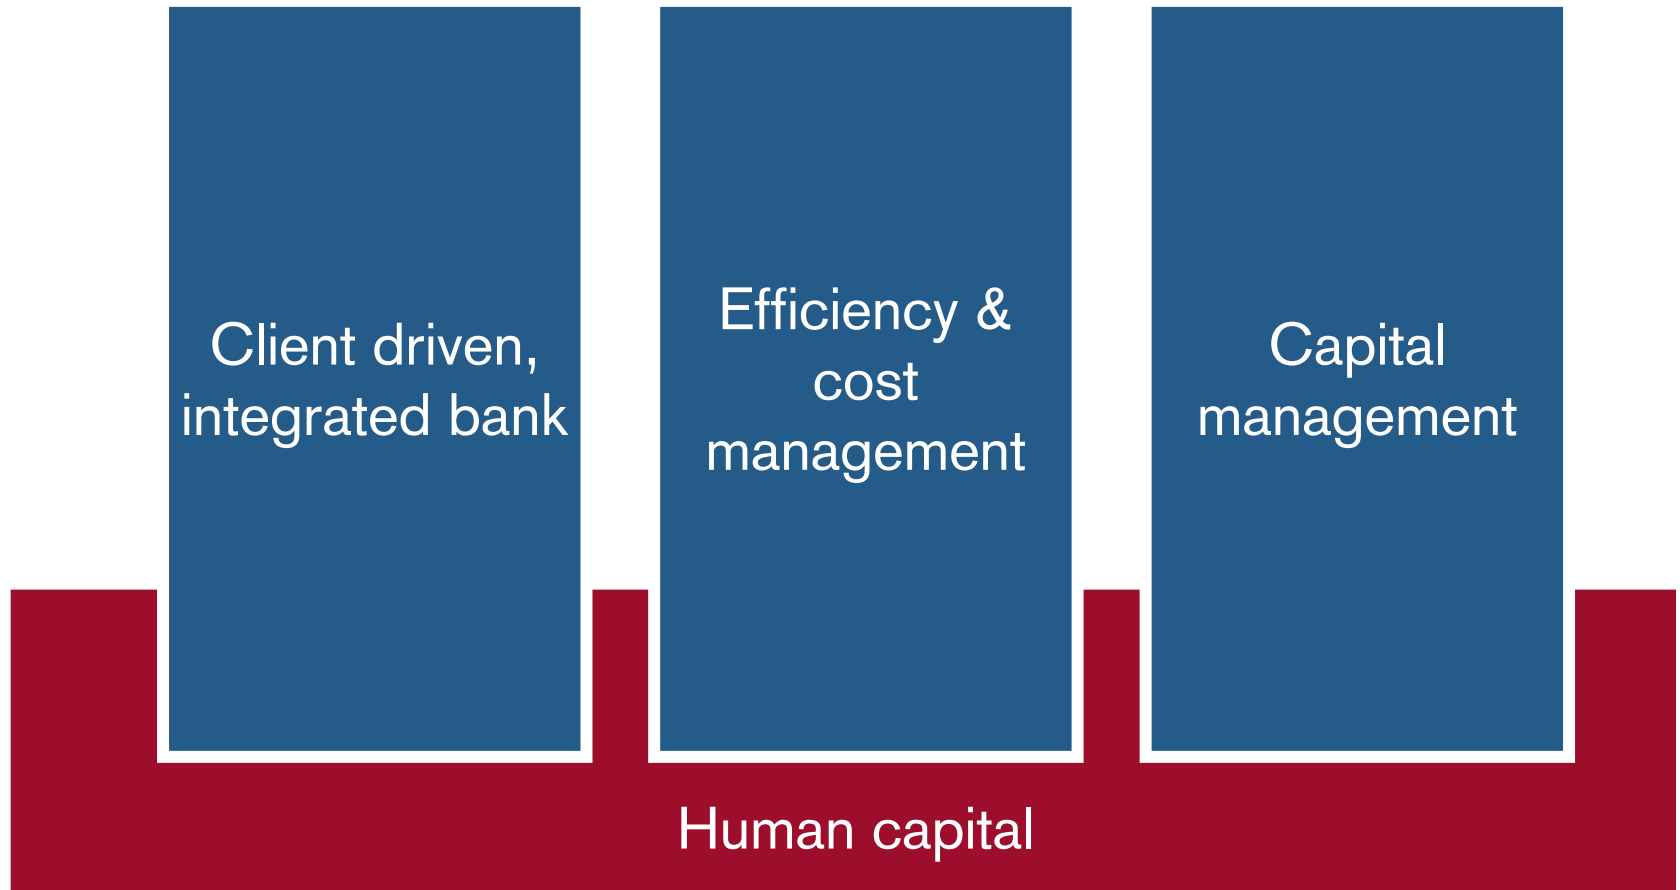 Client driven,
integrated bank
Efficiency &
cost
management
Capital
management
Human capital